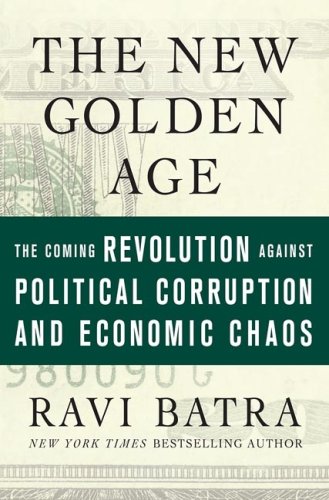 THE NEW
GOLDEN
AGE
THE COMING REVOLUTION AGAINST
POLITICAL CORRUPTION
AND ECONOMIC CHAOS
RAVI BATRA
NEW YORK TIMES BESTSELLING AUTHOR